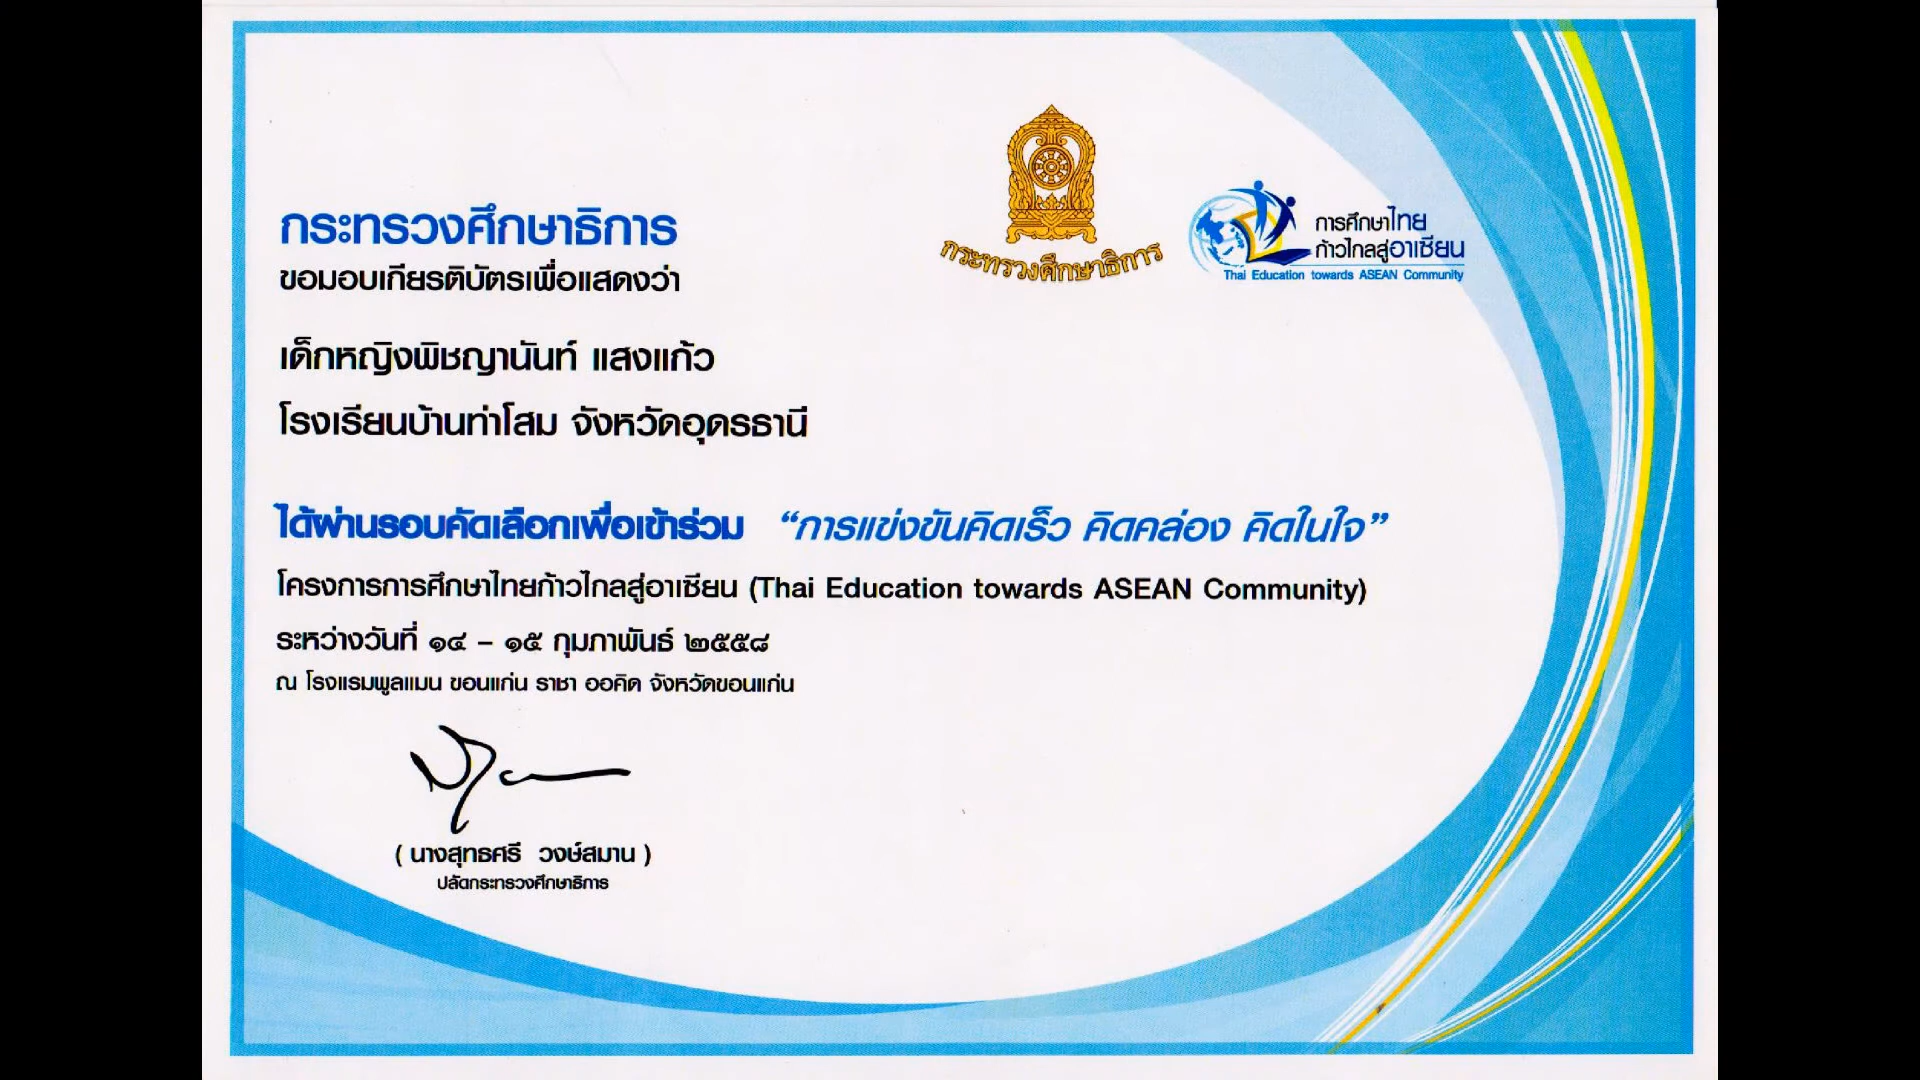 กระทรวงศึกษาธิการ
การศึกษาไทย
ก้าวไกลสู่อาเซียน
Thai Education towards ASEAN Community
กระทรวงศึกษาธิการ
ขอมอบเกียรติบัตรเพื่อแสดงว่า
เด็กหญิงพิชญานันท์ แสงแก้ว
โรงเรียนบ้านท่าโสม จังหวัดอุดรธานี
ได้ผ่านรอบคัดเลือกเพื่อเข้าร่วม “การแข่งขันคิดเร็ว คิดคล่อง คิดในใจ”
โครงการการศึกษาไทยก้าวไกลสู่อาเซียน (Thai Education towards ASEAN Community)
ระหว่างวันที่ ๑๔ – ๑๕ กุมภาพันธ์ ๒๕๕๘
ณ โรงแรมพูลแมน ขอนแก่น ราชา ออคิด จังหวัดขอนแก่น
( นางสุทธศรี วงษ์สมาน )
ปลัดกระทรวงศึกษาธิการ